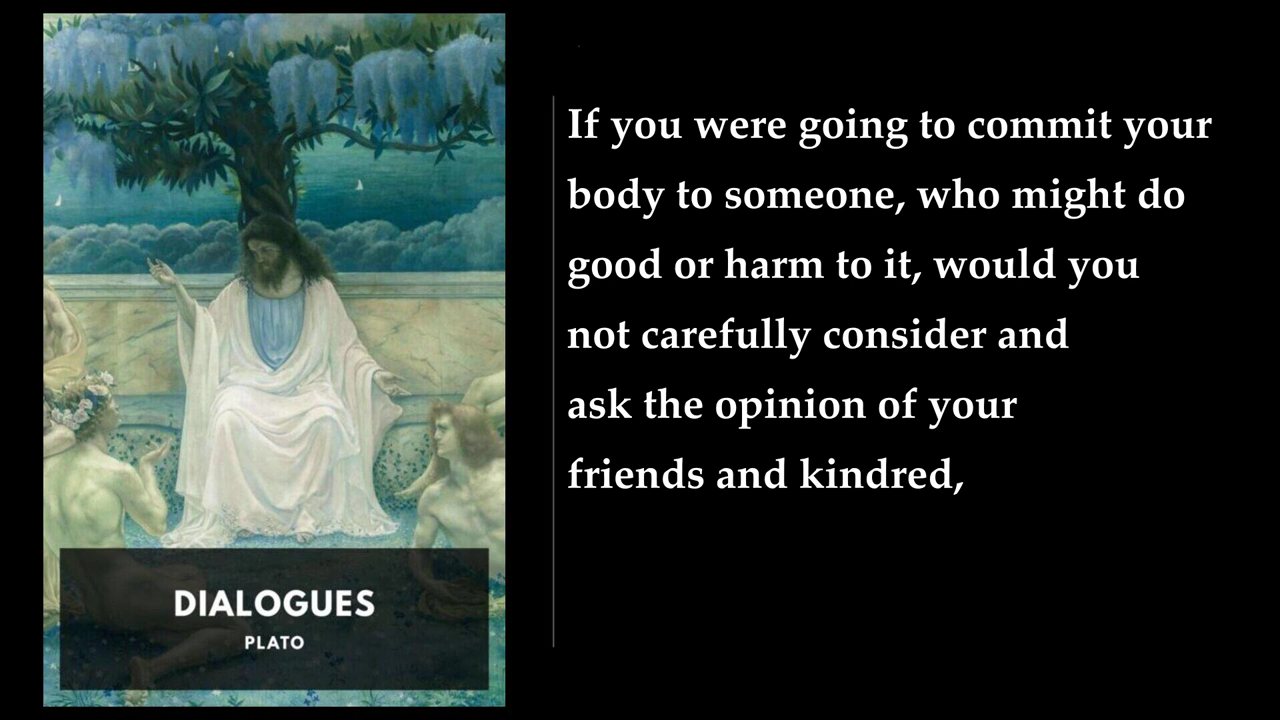 If you were going to commit your
body to someone, who might do
good or harm to it, would you
not carefully consider and
ask the opinion of your
friends and kindred,
DIALOGUES
PLATO